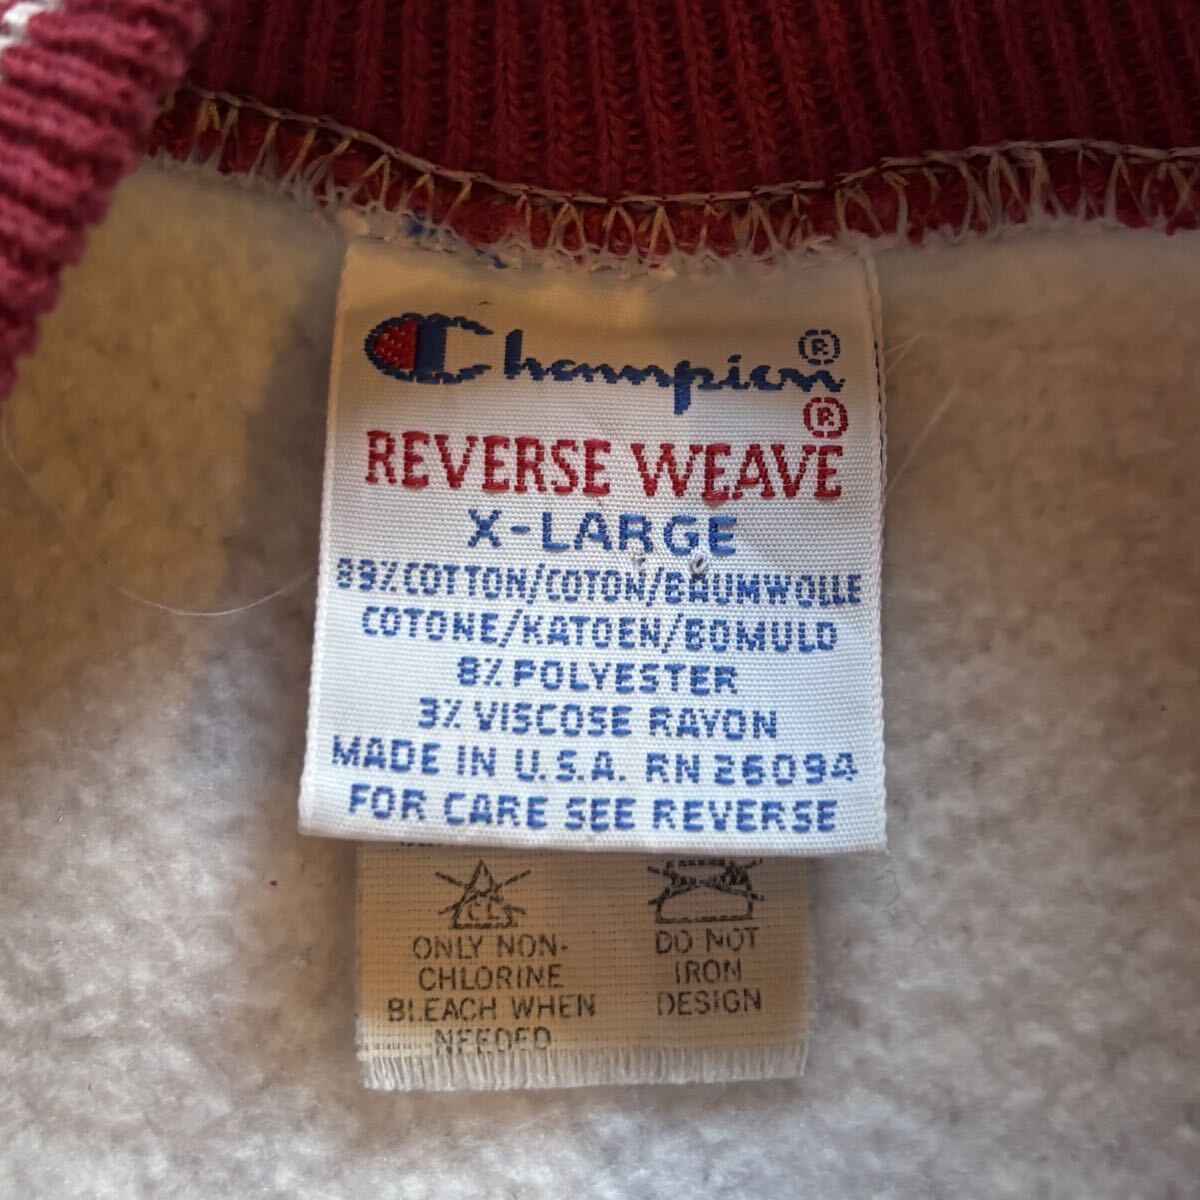 Champion®
REVERSE WEAVE®
X-LARGE
89% COTTON/COTON/BAUMWOLLE
COTONE/KATOEN/BOMULD
8% POLYESTER
3% VISCOSE RAYON
MADE IN U.S.A. RN 26094
FOR CARE SEE REVERSE
CL
ONLY NON-
CHLORINE
BLEACH WHEN
NEEDED
DO NOT
IRON
DESIGN